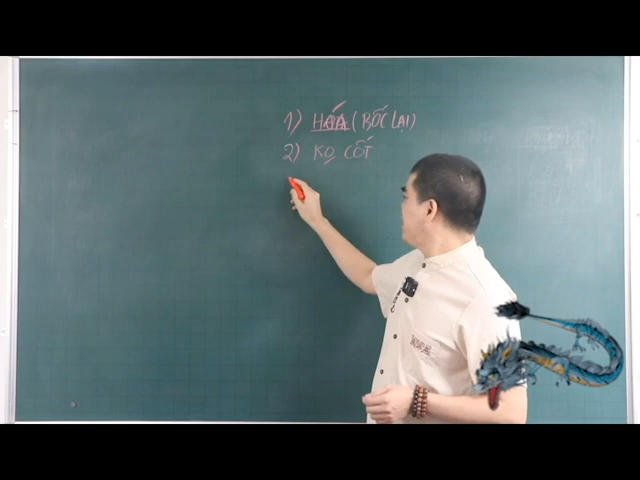 1) HÓA (BỐC LẠI)
2) KO CỐT